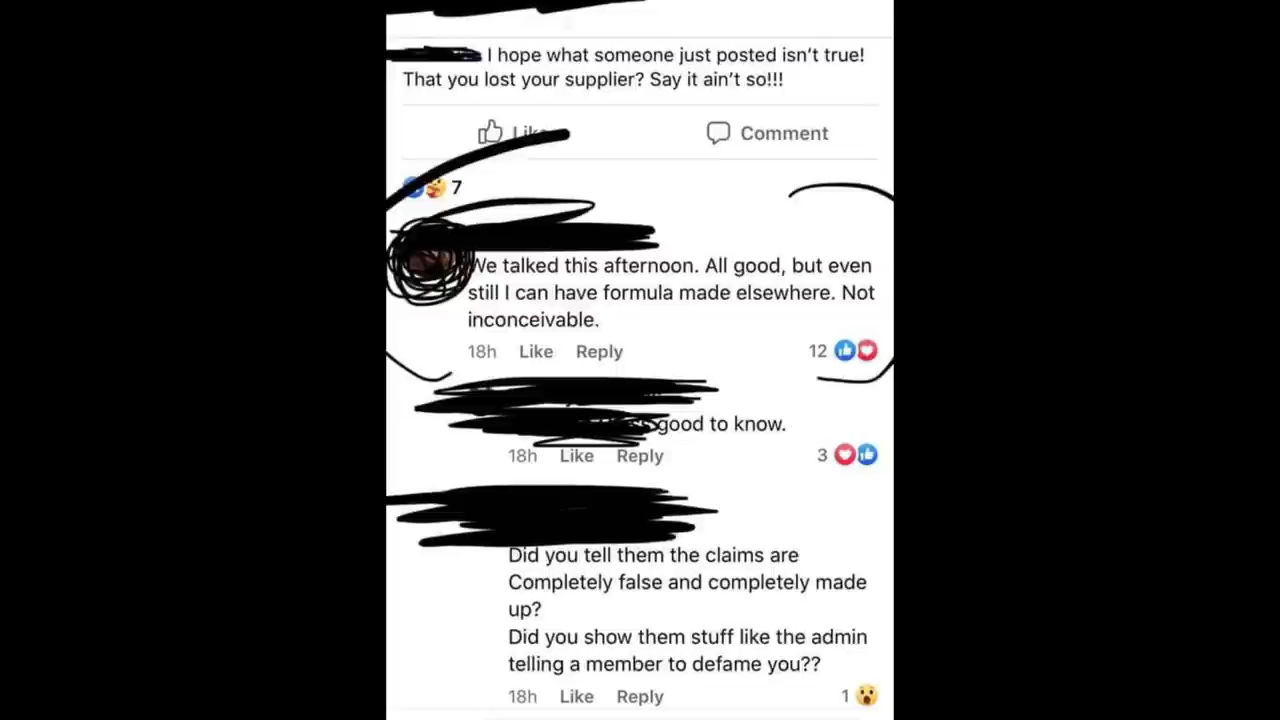 I hope what someone just posted isn't true!
That you lost your supplier? Say it ain't so!!!
Like Comment
7
We talked this afternoon. All good, but even
still I can have formula made elsewhere. Not
inconceivable.
18h Like Reply 12
good to know.
18h Like Reply 3
Did you tell them the claims are
Completely false and completely made
up?
Did you show them stuff like the admin
telling a member to defame you??
18h Like Reply 1